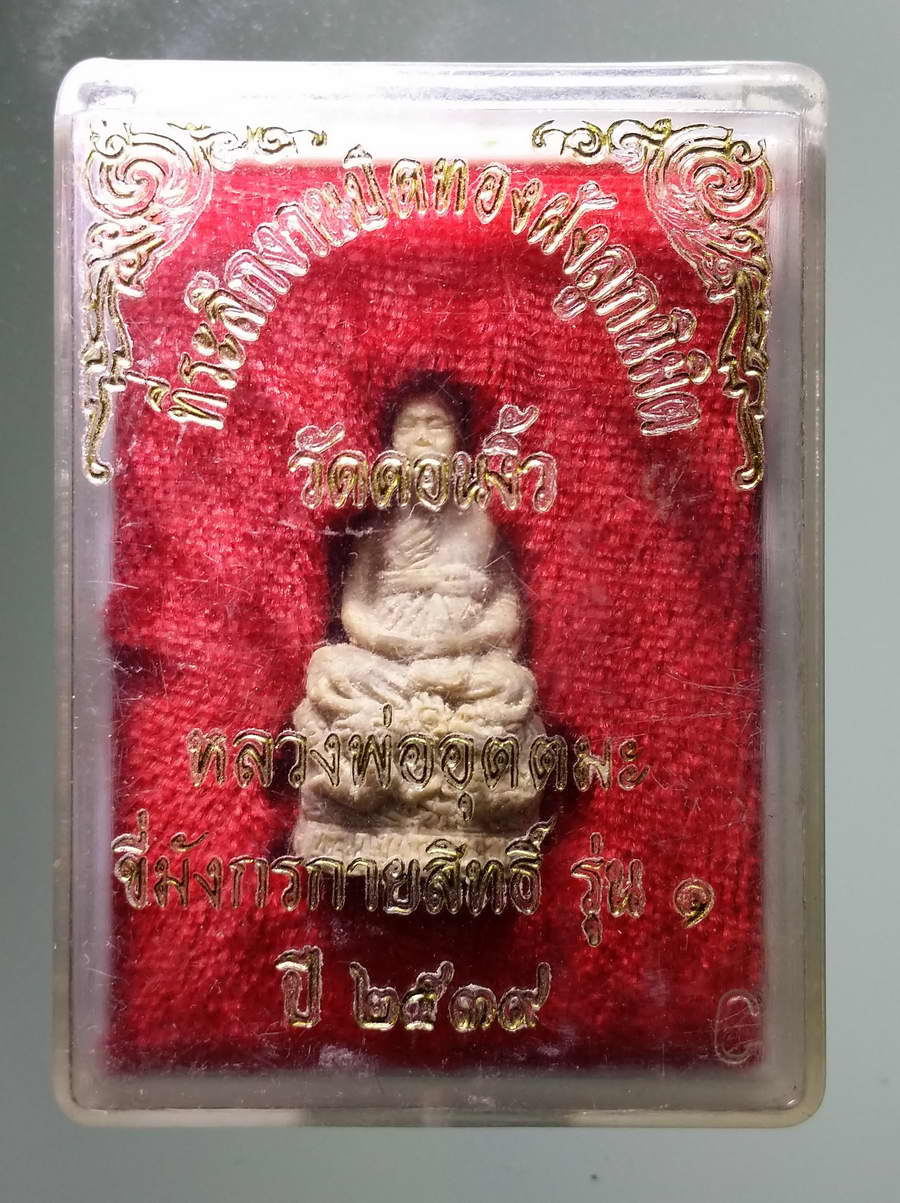 ที่ระลึกงานปิดทองฝังลูกนิมิต
วัดดอนงิ้ว
หลวงพ่ออุตตมะ
ขี่มังกรกายสิทธิ์ รุ่น ๑
ปี ๒๕๓๙